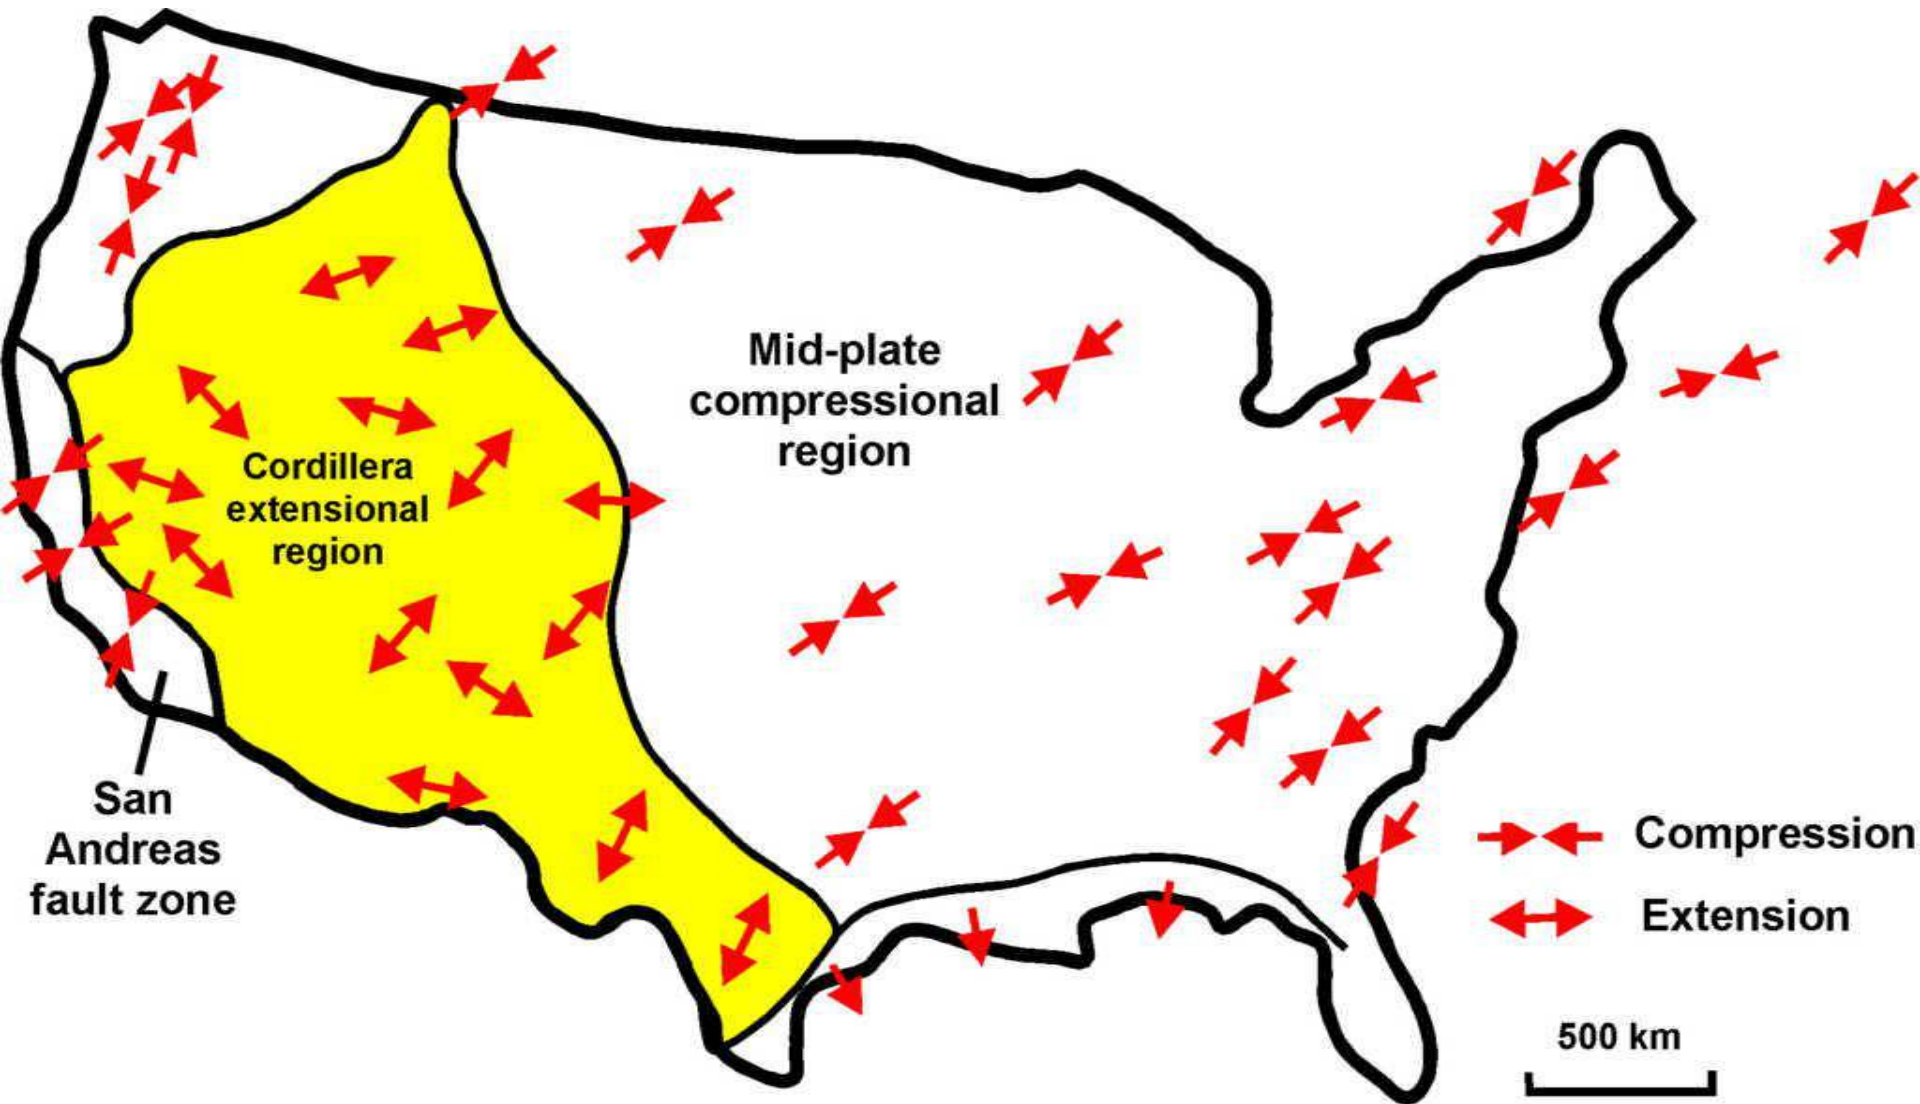 Mid-plate
compressional
region
Cordillera
extensional
region
San
Andreas
fault zone
Compression
Extension
500 km